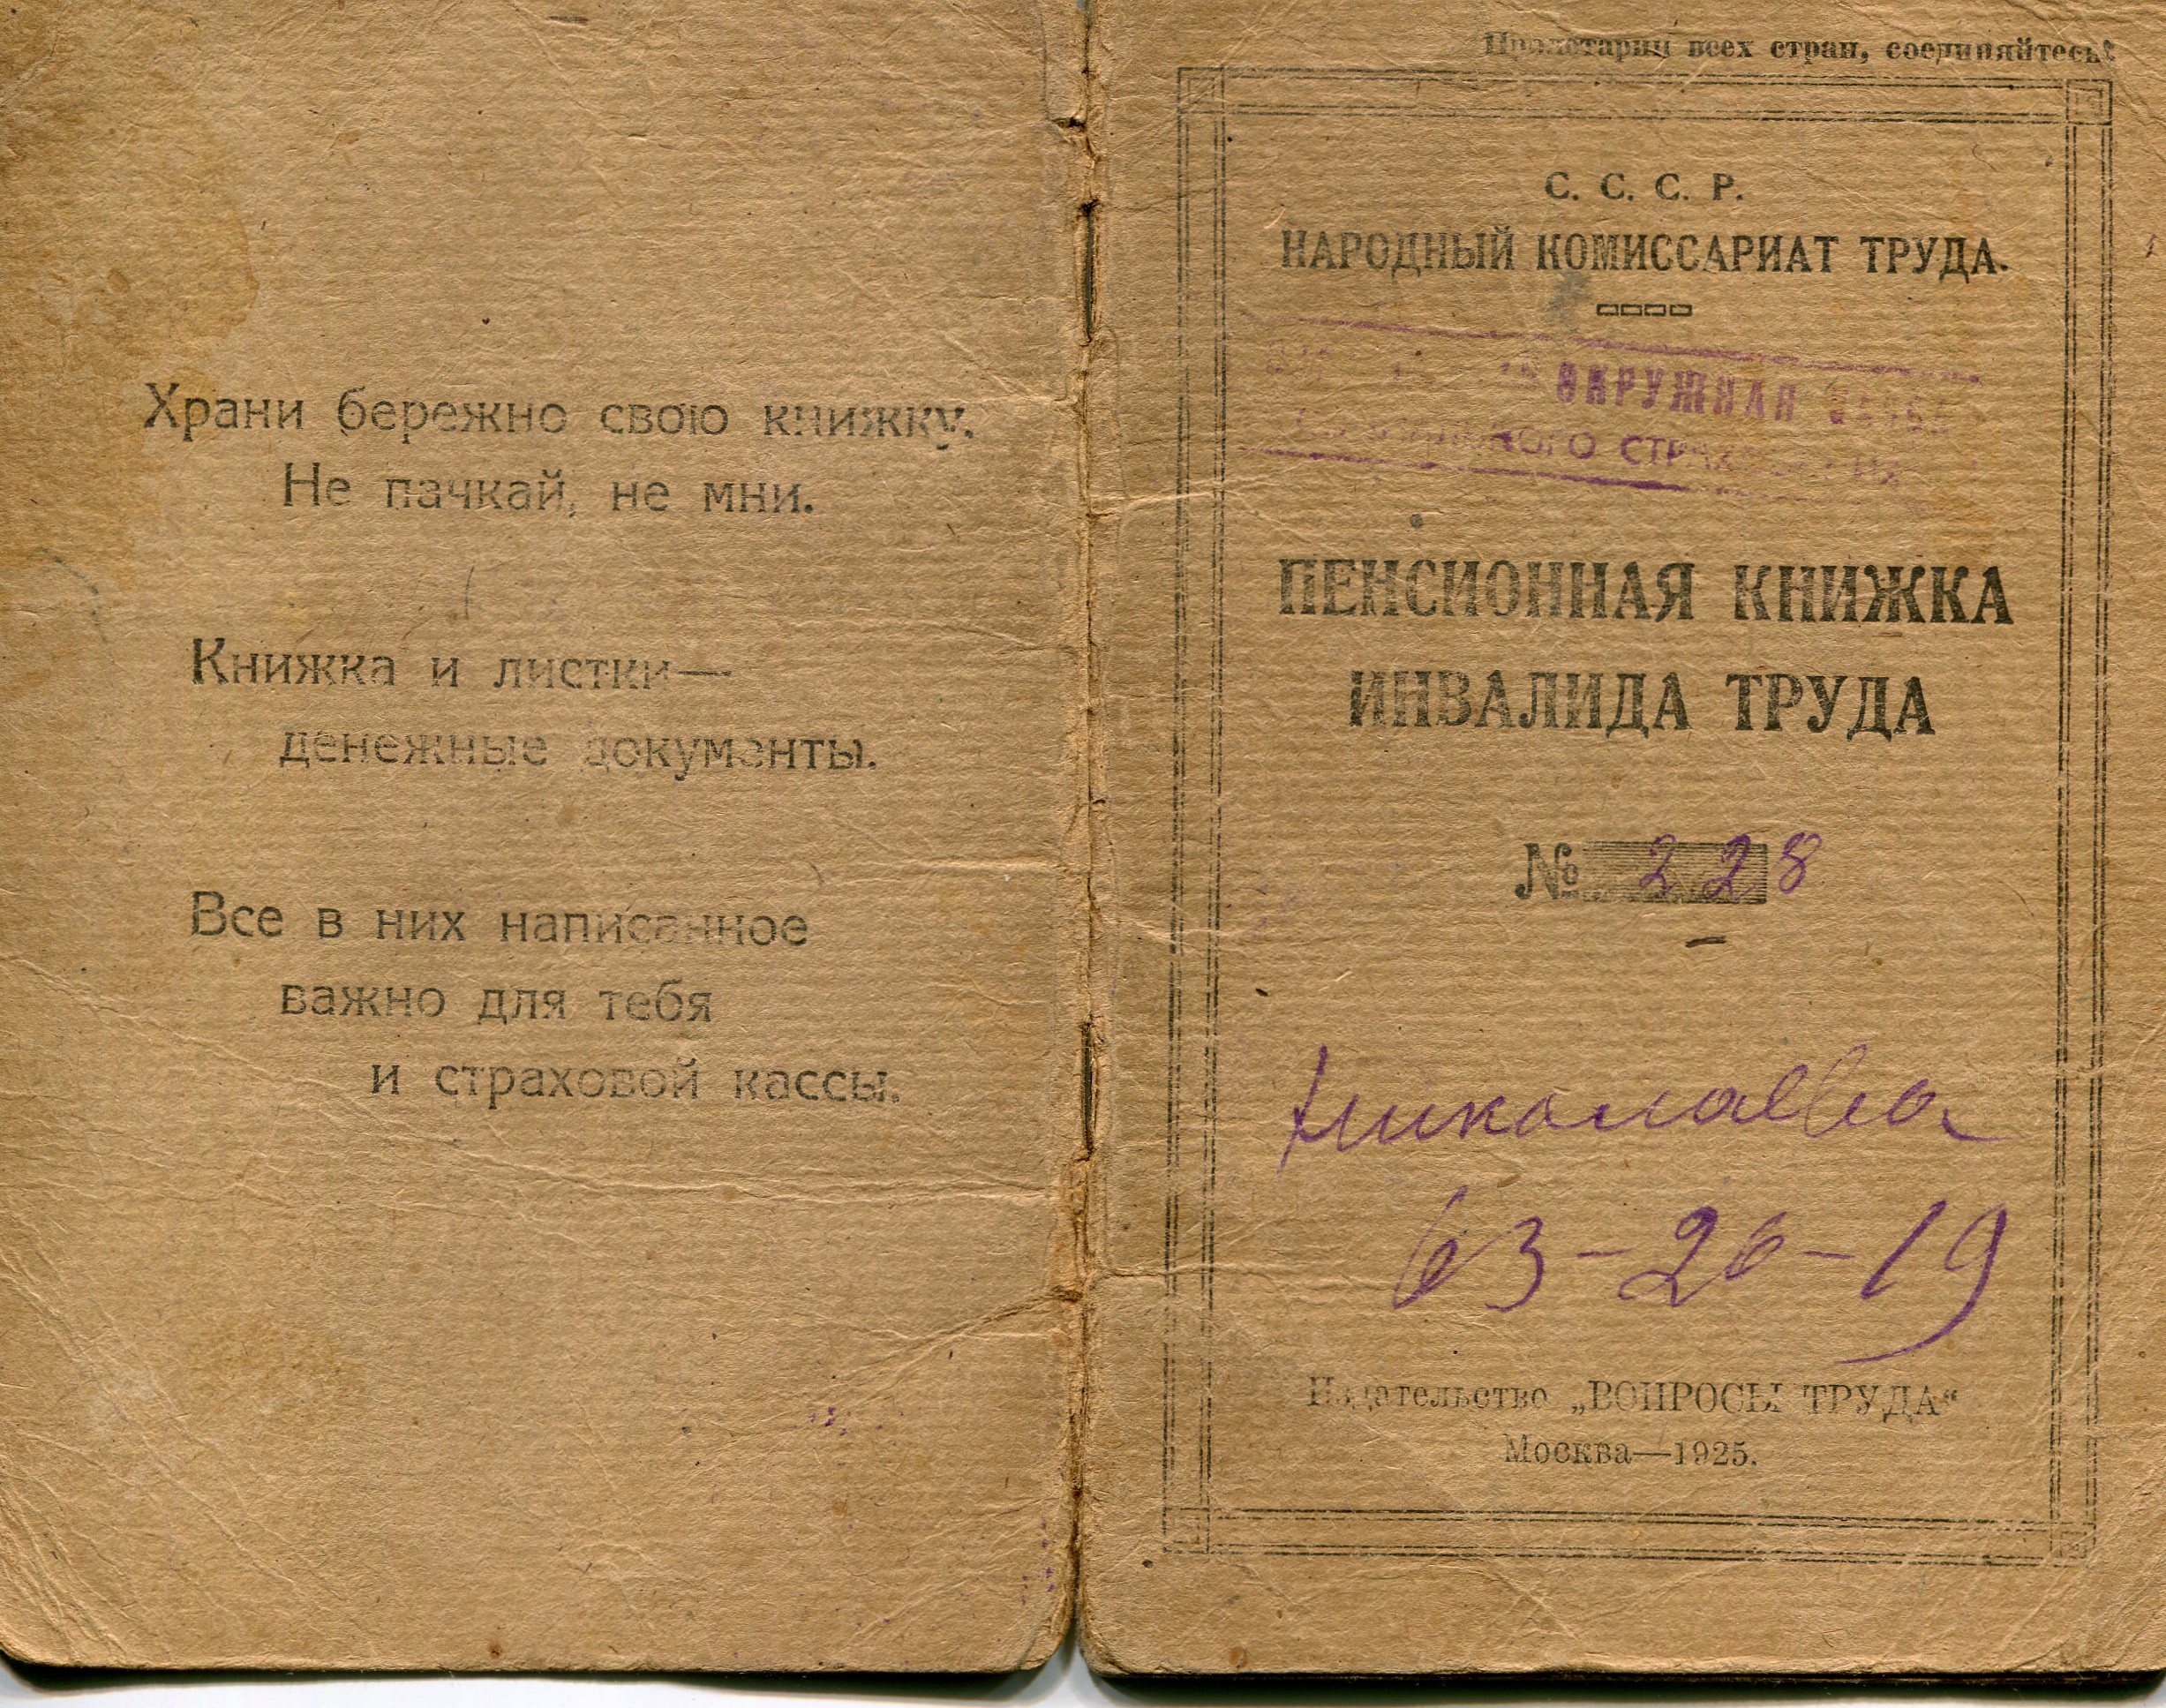 Храни бережно свою книжку.
Не пачкай, не мни.
Книжка и листки—
денежные документы.
Все в них написанное
важно для тебя
и страховой кассы.
Пролетарии всех стран, соединяйтесь!
С. С. С. Р.
НАРОДНЫЙ КОМИССАРИАТ ТРУДА.
ОКРУЖНАЯ
ПЕНСИОННАЯ КНИЖКА
ИНВАЛИДА ТРУДА
№ 228
Николаева
63-26-19
Издательство „ВОПРОСЫ ТРУДА“
Москва—1925.